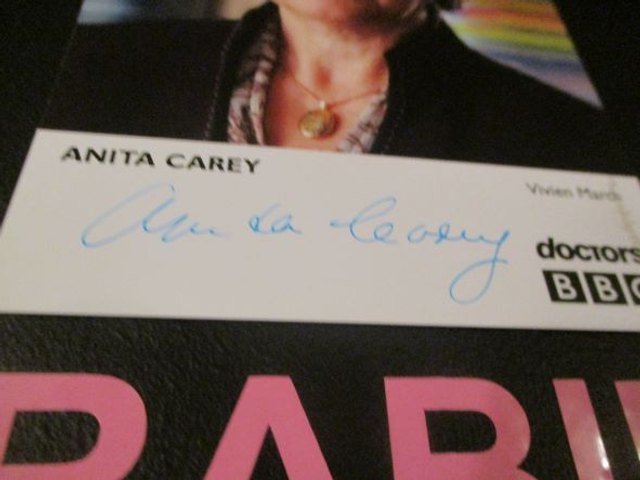 ANITA CAREY
Vivien March
Anita Carey
doctors
BBC